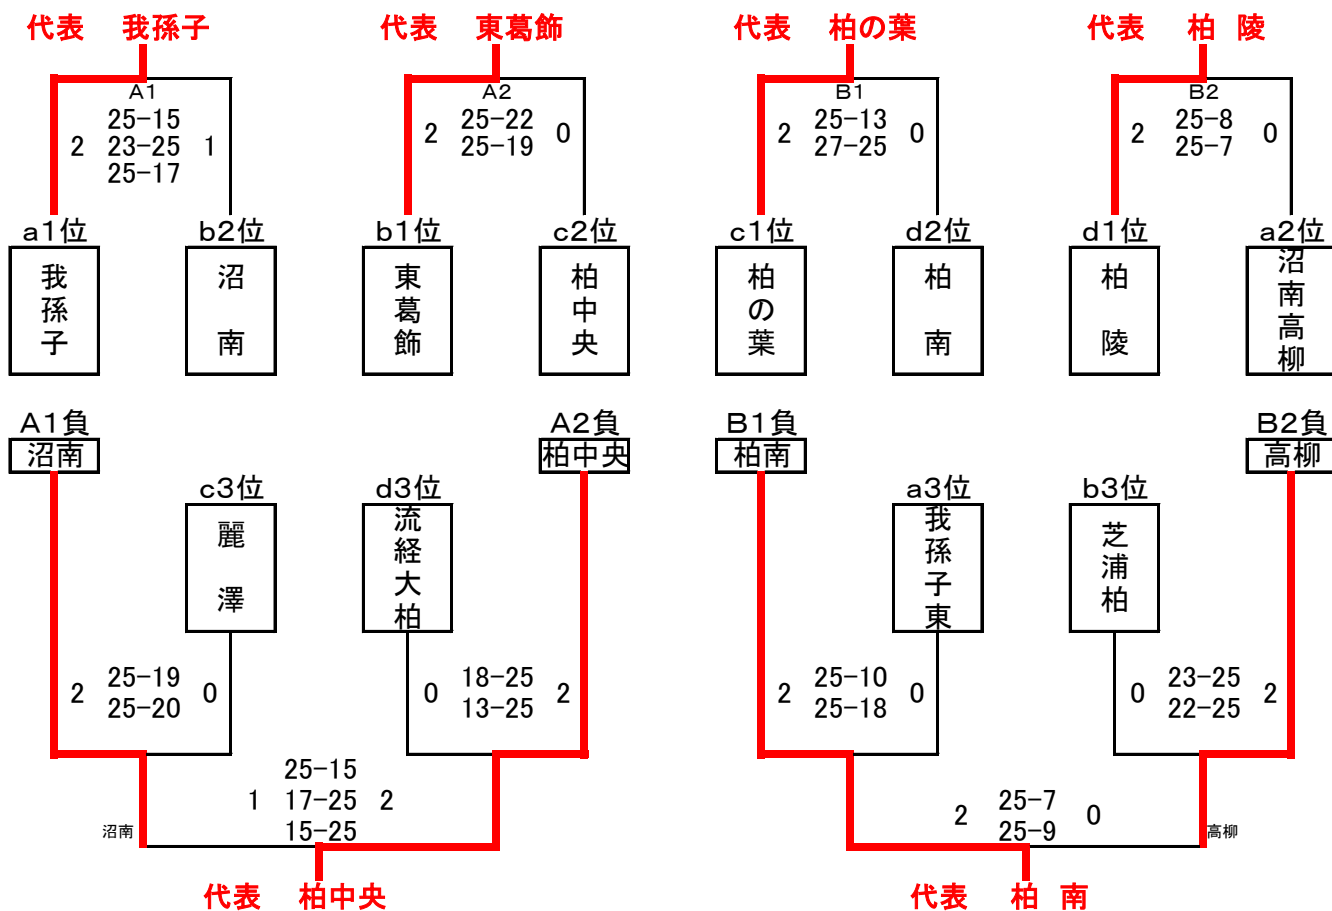 代表 我孫子 代表 東葛飾 代表 柏の葉 代表 柏 陵
A1 A2 B1 B2
2 25-15 1 2 25-22 0 2 25-13 0 2 25-8 0
23-25 25-19 27-25 25-7
25-17
a1位 b2位 b1位 c2位 c1位 d2位 d1位 a2位
我孫子 沼南 東葛飾 柏中央 柏の葉 柏南 柏陵 沼南高柳
A1負 A2負 B1負 B2負
沼南 柏中央 柏南 高柳
c3位 d3位 a3位 b3位
麗澤 流経大柏 我孫子東 芝浦柏
2 25-19 0 0 18-25 2 2 25-10 0 0 23-25 2
25-20 13-25 25-18 22-25
25-15
1 17-25 2 2 25-7 0
沼南 15-25 25-9 高柳
代表 柏中央 代表 柏 南